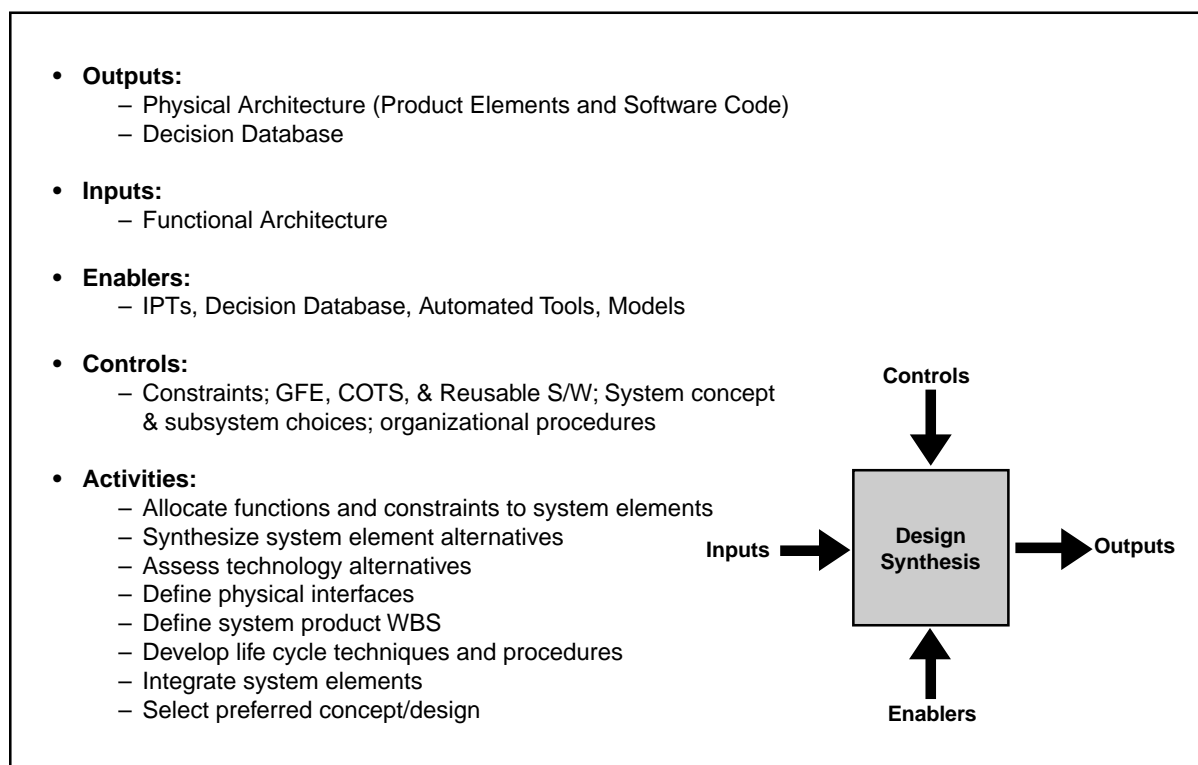 • Outputs:
– Physical Architecture (Product Elements and Software Code)
– Decision Database
• Inputs:
– Functional Architecture
• Enablers:
– IPTs, Decision Database, Automated Tools, Models
• Controls:
– Constraints; GFE, COTS, & Reusable S/W; System concept
& subsystem choices; organizational procedures
• Activities:
– Allocate functions and constraints to system elements
– Synthesize system element alternatives
– Assess technology alternatives
– Define physical interfaces
– Define system product WBS
– Develop life cycle techniques and procedures
– Integrate system elements
– Select preferred concept/design
Controls
Inputs
Design
Synthesis
Outputs
Enablers